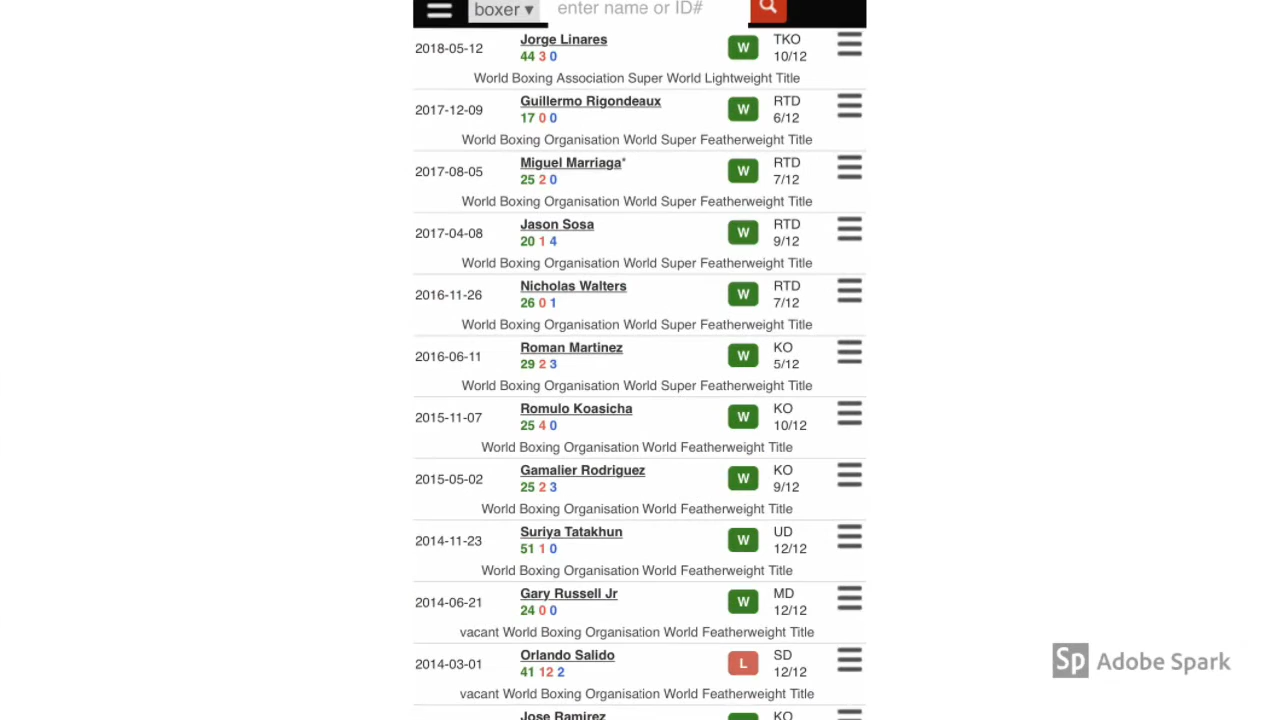 boxer ▾ enter name or ID#
2018-05-12 Jorge Linares W TKO
44 3 0 10/12
World Boxing Association Super World Lightweight Title
2017-12-09 Guillermo Rigondeaux W RTD
17 0 0 6/12
World Boxing Organisation World Super Featherweight Title
2017-08-05 Miguel Marriaga* W RTD
25 2 0 7/12
World Boxing Organisation World Super Featherweight Title
2017-04-08 Jason Sosa W RTD
20 1 4 9/12
World Boxing Organisation World Super Featherweight Title
2016-11-26 Nicholas Walters W RTD
26 0 1 7/12
World Boxing Organisation World Super Featherweight Title
2016-06-11 Roman Martinez W KO
29 2 3 5/12
World Boxing Organisation World Super Featherweight Title
2015-11-07 Romulo Koasicha W KO
25 4 0 10/12
World Boxing Organisation World Featherweight Title
2015-05-02 Gamalier Rodriguez W KO
25 2 3 9/12
World Boxing Organisation World Featherweight Title
2014-11-23 Suriya Tatakhun W UD
51 1 0 12/12
World Boxing Organisation World Featherweight Title
2014-06-21 Gary Russell Jr W MD
24 0 0 12/12
vacant World Boxing Organisation World Featherweight Title
2014-03-01 Orlando Salido L SD
41 12 2 12/12
vacant World Boxing Organisation World Featherweight Title
Jose Ramirez KO
Sp Adobe Spark